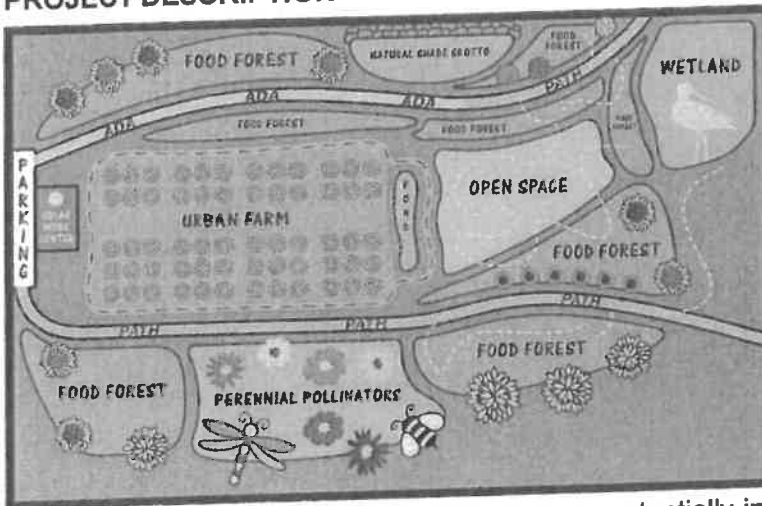 PROJECT DESCRIPTION
FOOD FOREST
NATURAL SHADE GROTTO
FOOD
FOREST
WETLAND
ADA
ADA
ADA
PATH
FOOD FOREST
FOOD FOREST
PARKING
URBAN FARM
POND
OPEN SPACE
FOOD FOREST
PATH
PATH
PATH
FOOD FOREST
PERENNIAL POLLINATORS
FOOD FOREST